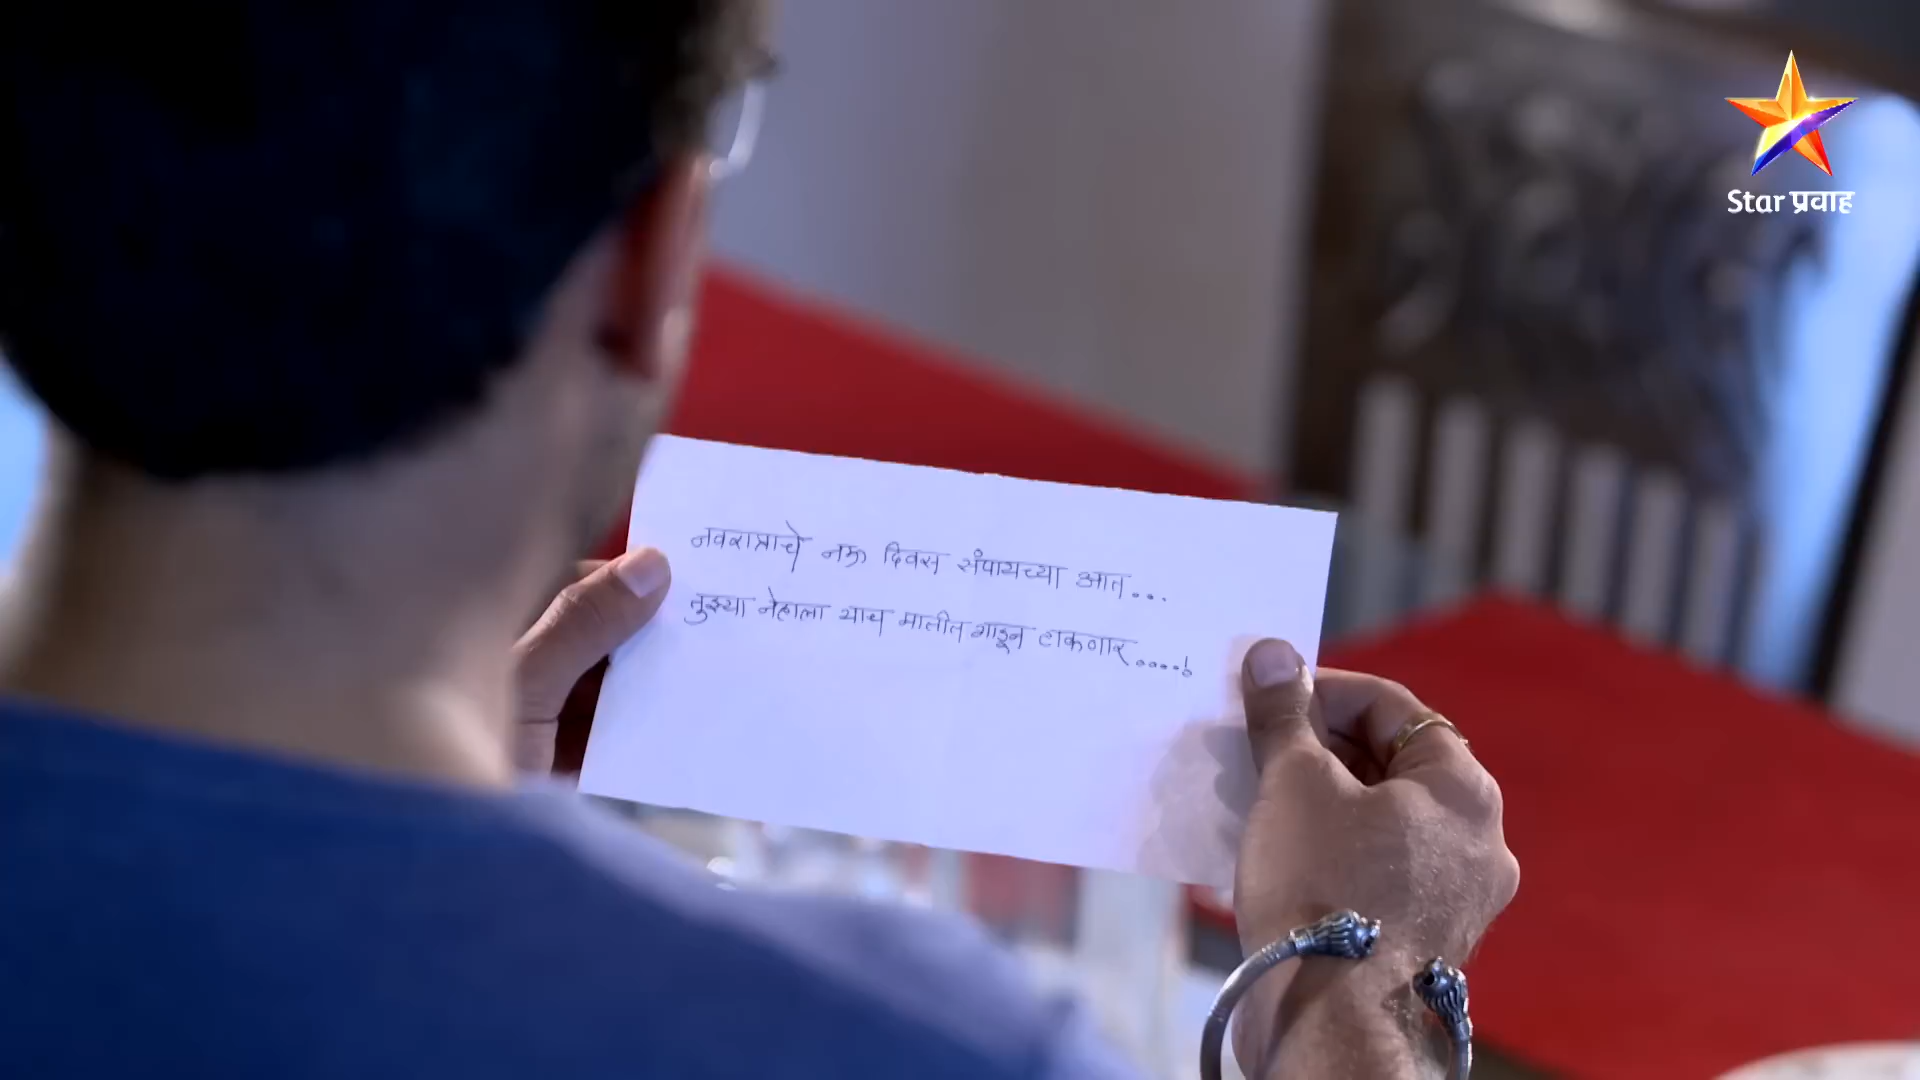 Star प्रवाह
नवरात्राचे नऊ दिवस संपायच्या आत...
तुझ्या नेहाला याच मातीत गाडून टाकणार.....!